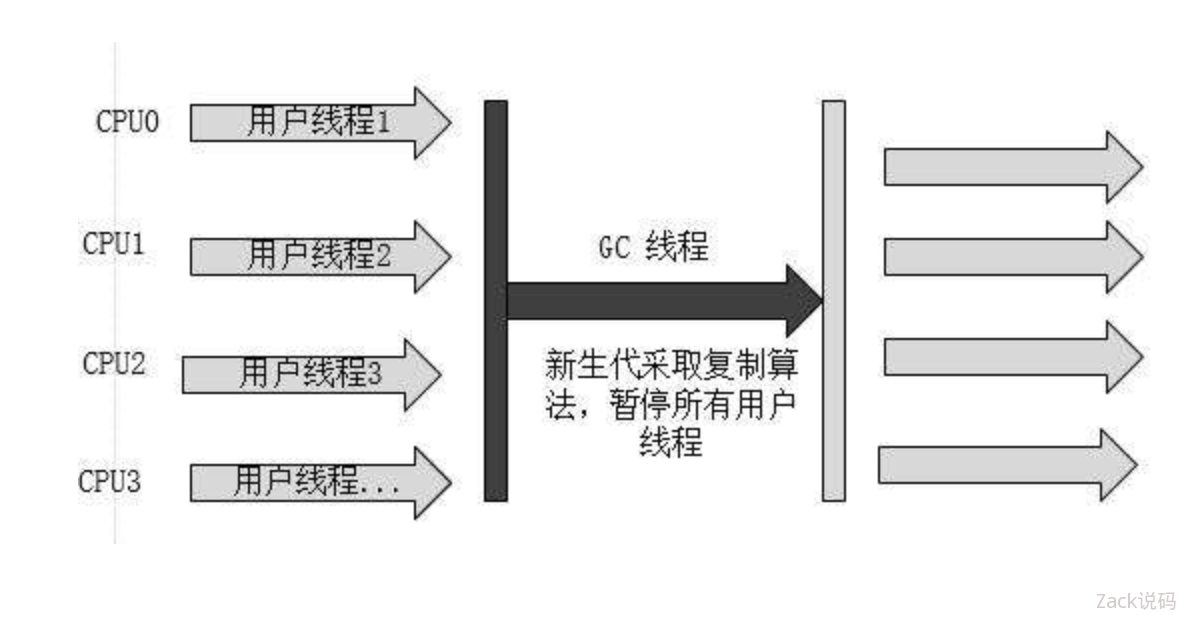 CPU0
用户线程1
CPU1
用户线程2
GC 线程
CPU2
用户线程3
新生代采取复制算
法，暂停所有用户
线程
CPU3
用户线程...
Zack说码